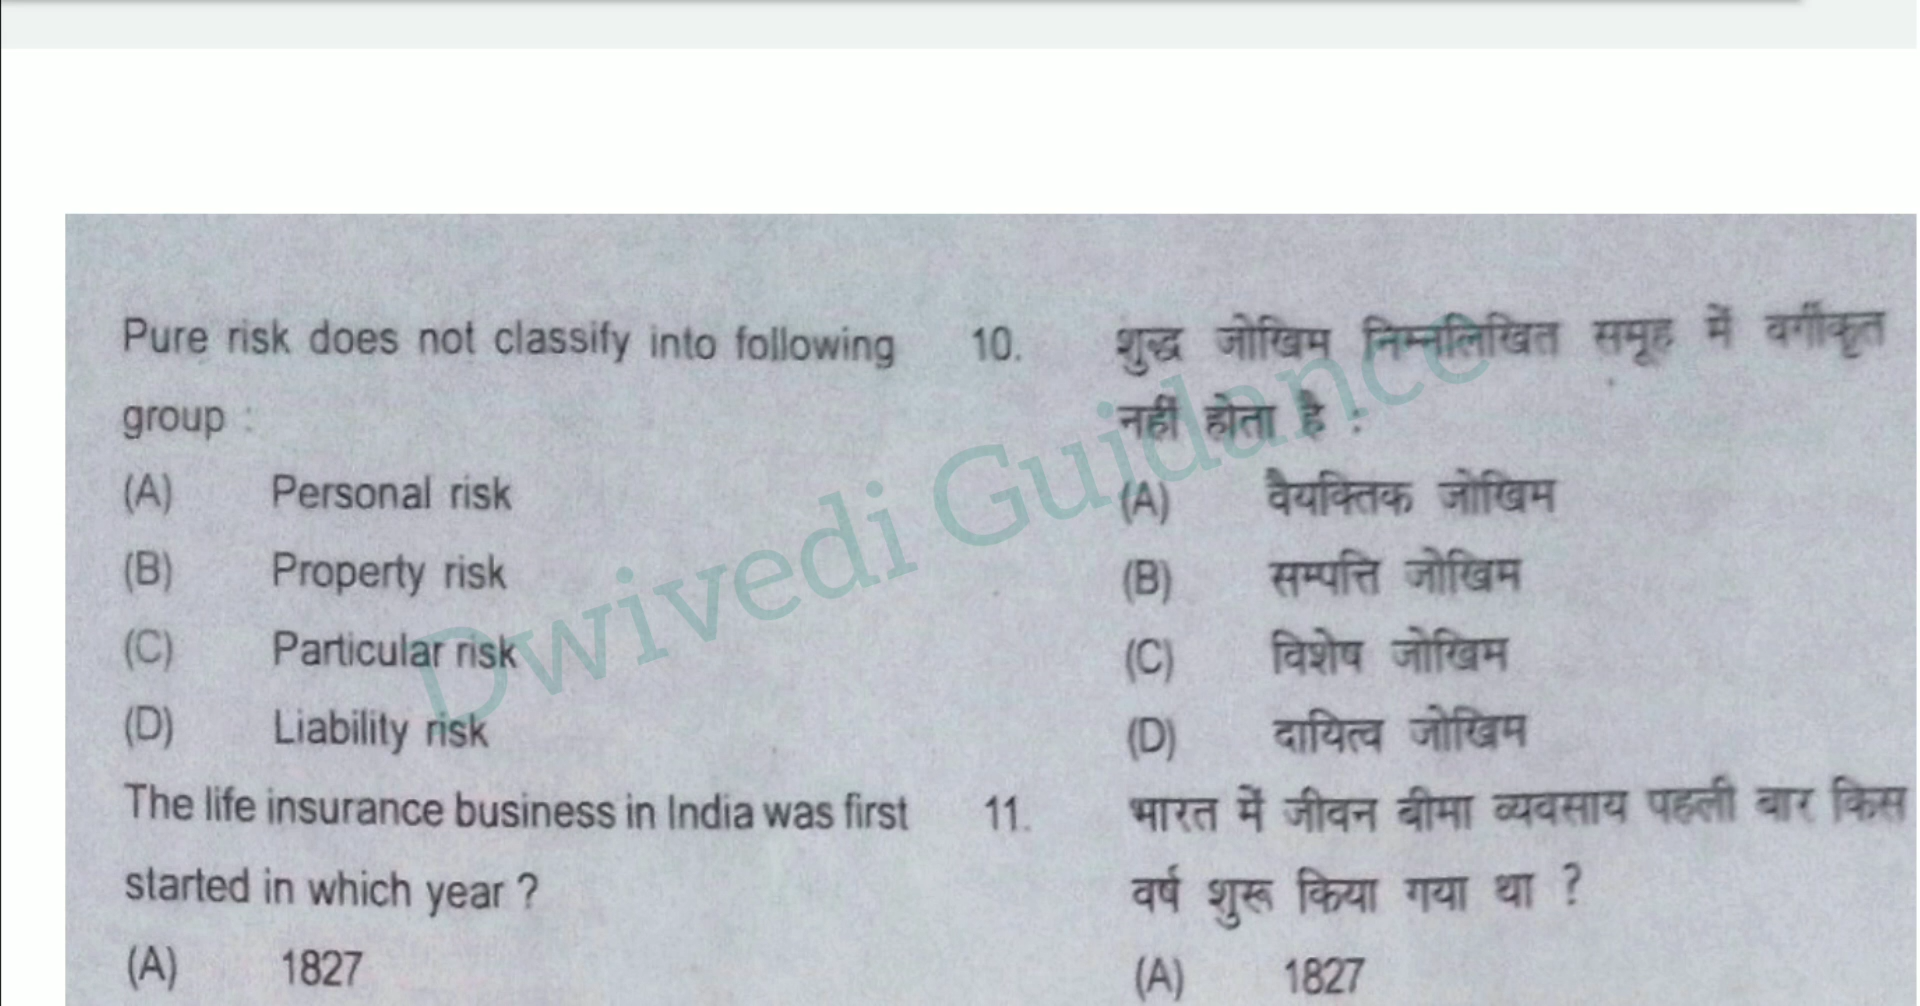 Pure risk does not classify into following
group :
(A) Personal risk
(B) Property risk
(C) Particular risk
(D) Liability risk
The life insurance business in India was first
started in which year ?
(A) 1827
10. शुद्ध जोखिम निम्नलिखित समूह में वर्गीकृत
नहीं होता है :
(A) वैयक्तिक जोखिम
(B) सम्पत्ति जोखिम
(C) विशेष जोखिम
(D) दायित्व जोखिम
11. भारत में जीवन बीमा व्यवसाय पहली बार किस
वर्ष शुरू किया गया था ?
(A) 1827
Dwivedi Guidance